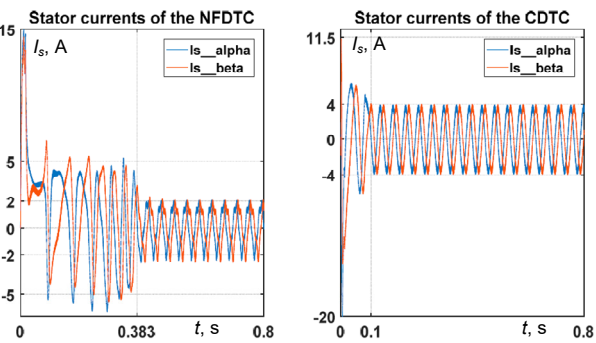 Stator currents of the NFDTC
15
Is, A
Is__alpha
Is__beta
5
2
0
-2
-5
0
0.383
t, s
0.8
Stator currents of the CDTC
11.5
Is, A
Is__alpha
Is__beta
4
0
-4
-20
0
0.1
t, s
0.8